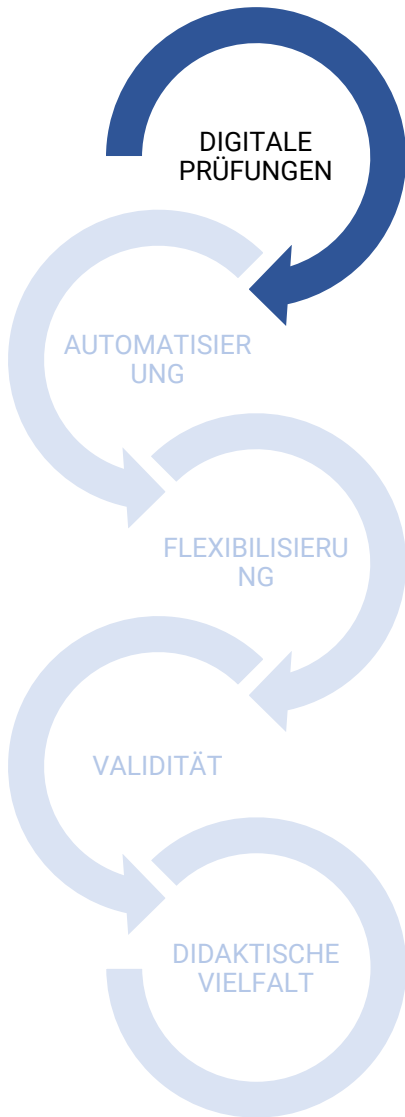 DIGITALE
PRÜFUNGEN
AUTOMATISIER
UNG
FLEXIBILISIERU
NG
VALIDITÄT
DIDAKTISCHE
VIELFALT